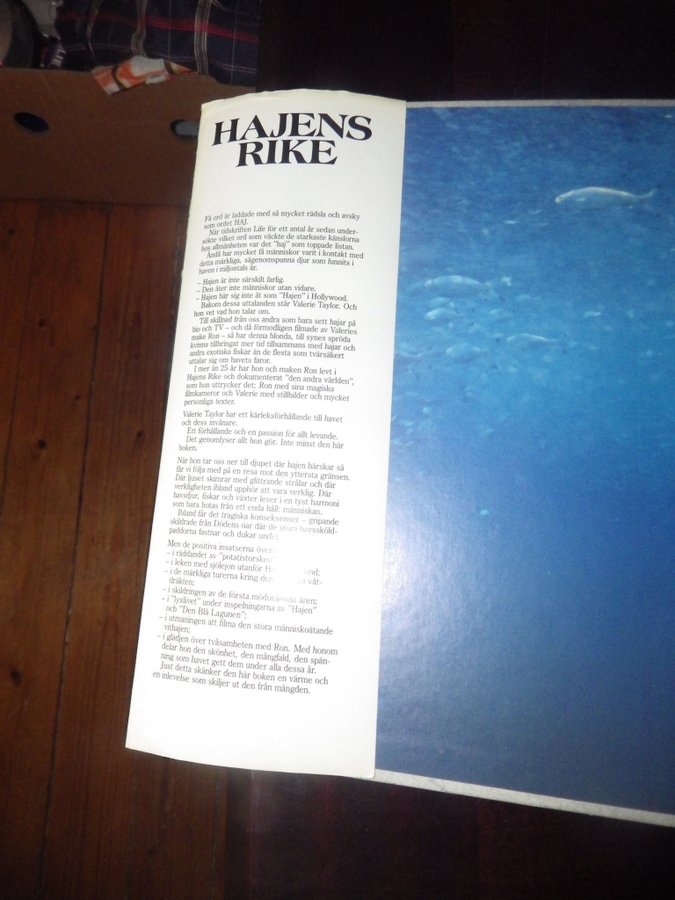 HAJENS
RIKE
Få ord är laddade med så mycket rädsla och avsky
som ordet HAJ.
När tidskriften Life för ett antal år sedan under-
sökte vilket ord som väckte de starkaste känslorna
hos allmänheten var det "haj" som toppade listan.
Ändå har mycket få människor varit i kontakt med
detta märkliga, sägenomspunna djur som funnits i
haven i miljontals år.
– Hajen är inte särskilt farlig.
– Den äter inte människor utan vidare.
– Hajen bär sig inte åt som "Hajen" i Hollywood.
Bakom dessa uttalanden står Valerie Taylor. Och
hon vet vad hon talar om.
Till skillnad från oss andra som bara sett hajar på
bio och TV – och då förmodligen filmade av Valeries
make Ron – så har denna blonda, till synes spröda
kvinna tillbringat mer tid tillsammans med hajar och
andra exotiska fiskar än de flesta som tvärsäkert
uttalar sig om havets faror.
I mer än 25 år har hon och maken Ron levt i
Hajens Rike och dokumenterat "den andra världen",
som hon uttrycker det; Ron med sina magiska
filmkameror och Valerie med stillbilder och mycket
personliga texter.
Valerie Taylor har ett kärleksförhållande till havet
och dess invånare.
Ett förhållande och en passion för allt levande.
Det genomlyser allt hon gör. Inte minst den här
boken.
När hon tar oss ner till djupet där hajen härskar så
får vi följa med på en resa mot den yttersta gränsen.
Där ljuset skimrar med glittrande strålar och där
verkligheten ibland upphör att vara verklig. Där
havsdjur, fiskar och växter lever i en tyst harmoni
som bara hotas från ett enda håll: människan.
Ibland får det tragiska konsekvenser – gripande
skildrade från Dödens öar där de stora havssköld-
paddorna fastnar och dukar under.
Men de positiva insatserna
– i räddandet av "potatistorsken"
– i leken med sjölejon utanför
– i de märkliga turerna kring våt-
dräkten;
– i skildringen av de första mödosamma åren;
– i "lyxlivet" under inspelningarna av "Hajen"
och "Den Blå Lagunen";
– i utmaningen att filma den stora människoätande
vithajen;
– i glädjen över tvåsamheten med Ron. Med honom
delar hon den skönhet, den mångfald, den spän-
ning som havet gett dem under alla dessa år.
Just detta skänker den här boken en värme och
en inlevelse som skiljer ut den från mängden.